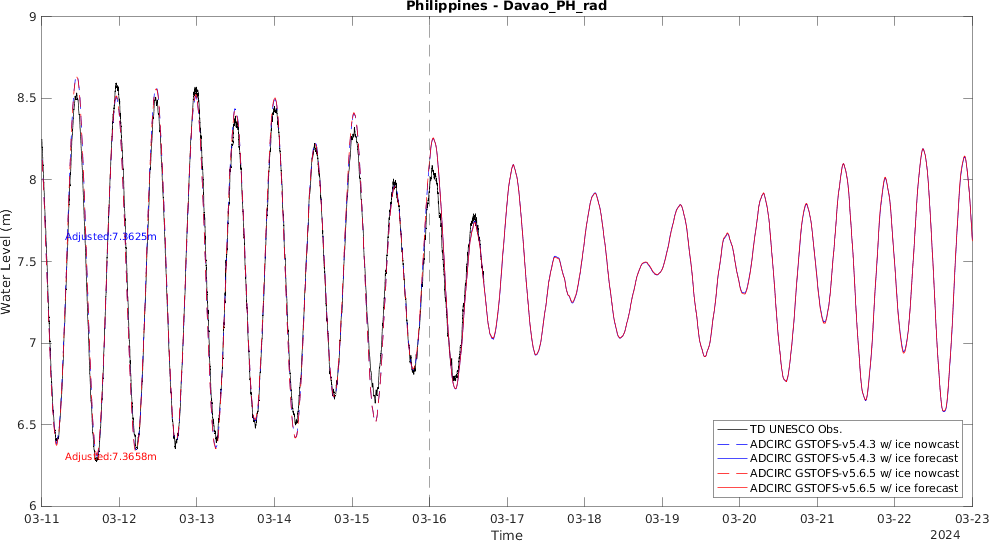 Philippines - Davao_PH_rad
9
8.5
8
7.5
7
6.5
6
Water Level (m)
Adjusted:7.3625m
Adjusted:7.3658m
TD UNESCO Obs.
ADCIRC GSTOFS-v5.4.3 w/ ice nowcast
ADCIRC GSTOFS-v5.4.3 w/ ice forecast
ADCIRC GSTOFS-v5.6.5 w/ ice nowcast
ADCIRC GSTOFS-v5.6.5 w/ ice forecast
03-11 03-12 03-13 03-14 03-15 03-16 03-17 03-18 03-19 03-20 03-21 03-22 03-23
Time
2024